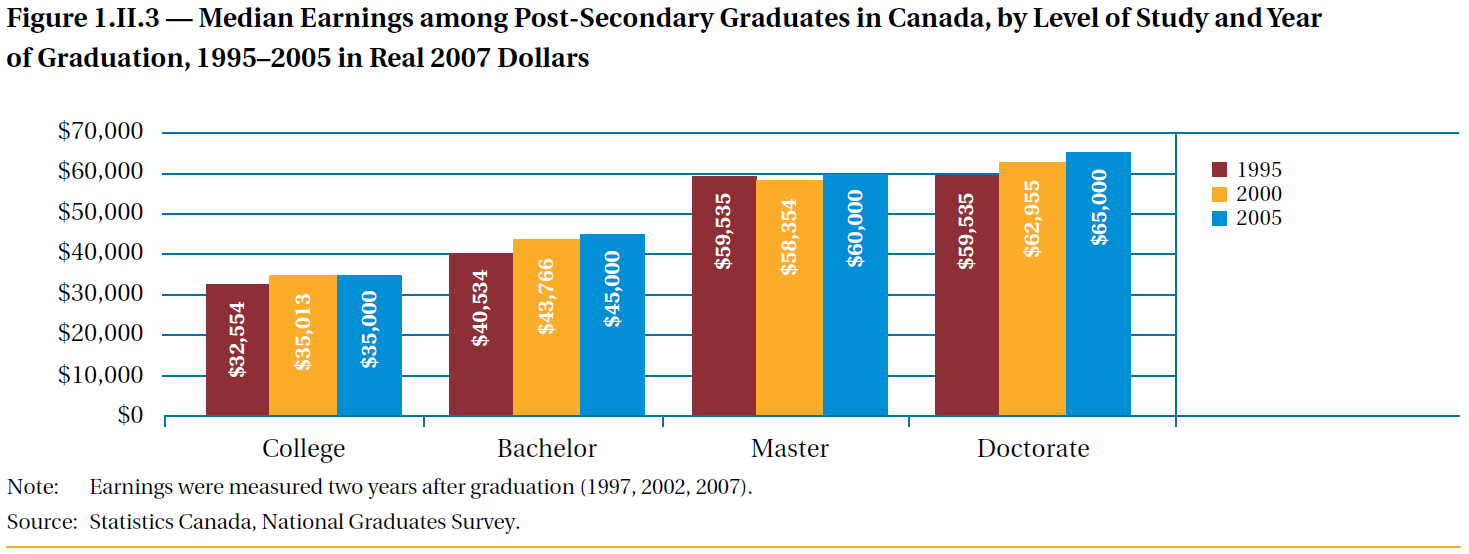 Figure 1.II.3 — Median Earnings among Post-Secondary Graduates in Canada, by Level of Study and Year
of Graduation, 1995–2005 in Real 2007 Dollars
$70,000
$60,000
$50,000
$40,000
$30,000
$20,000
$10,000
$0
$32,554
$35,013
$35,000
$40,534
$43,766
$45,000
$59,535
$58,354
$60,000
$59,535
$62,955
$65,000
1995
2000
2005
College
Bachelor
Master
Doctorate
Note: Earnings were measured two years after graduation (1997, 2002, 2007).
Source: Statistics Canada, National Graduates Survey.